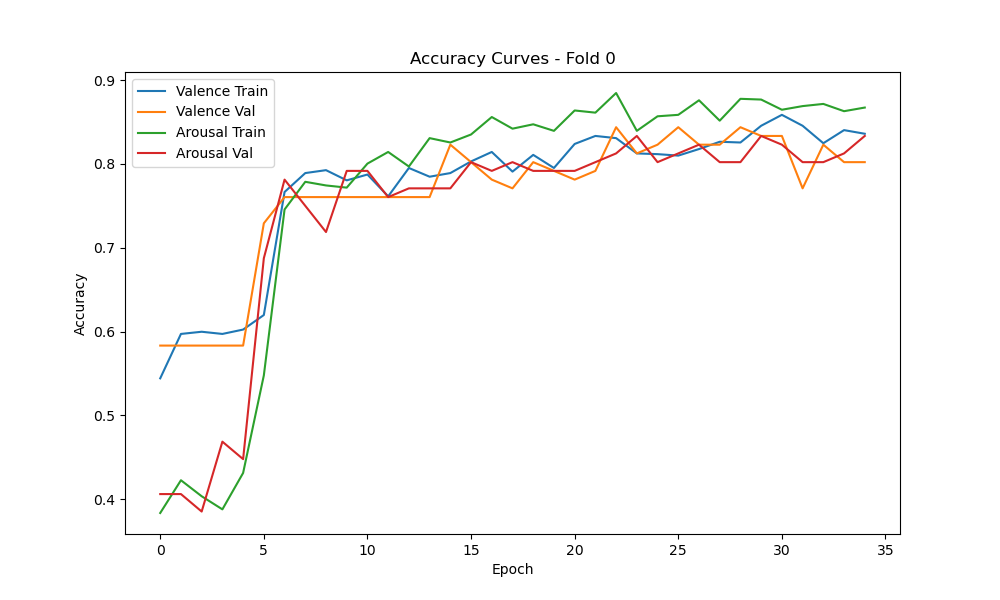 Accuracy Curves - Fold 0
Valence Train
Valence Val
Arousal Train
Arousal Val
0.9
0.8
0.7
0.6
0.5
0.4
Accuracy
0 5 10 15 20 25 30 35
Epoch